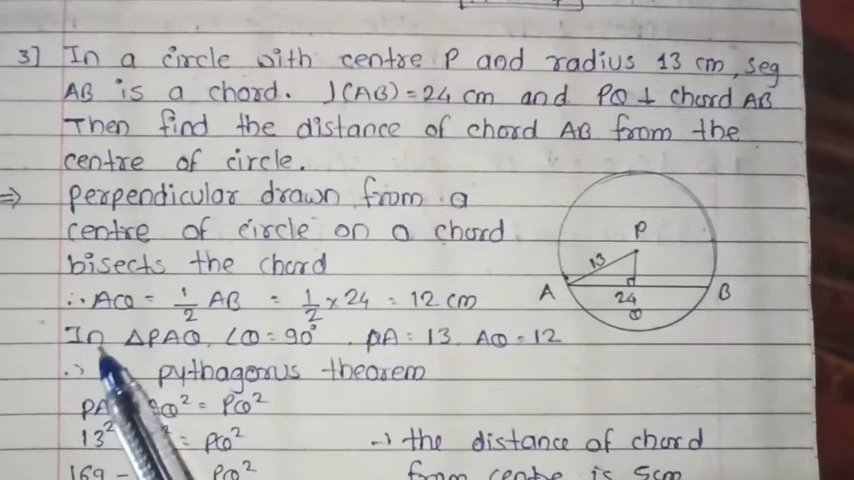 3] In a circle with centre P and radius 13 cm, seg
AB is a chord. l(AB) = 24 cm and PQ ⊥ chord AB
Then find the distance of chord AB from the
centre of circle.
⇒ perpendicular drawn from a
centre of circle on a chord
bisects the chord
∴ AQ = 1/2 AB = 1/2 × 24 = 12 cm
In △PAQ, ∠Q = 90° . PA = 13, AQ = 12
∴ pythagorus theorem
PA Q² = PQ²
13² ² = PQ²
169 - PQ²
∴ the distance of chord
from centre is 5cm
P
13
A
B
24
Q